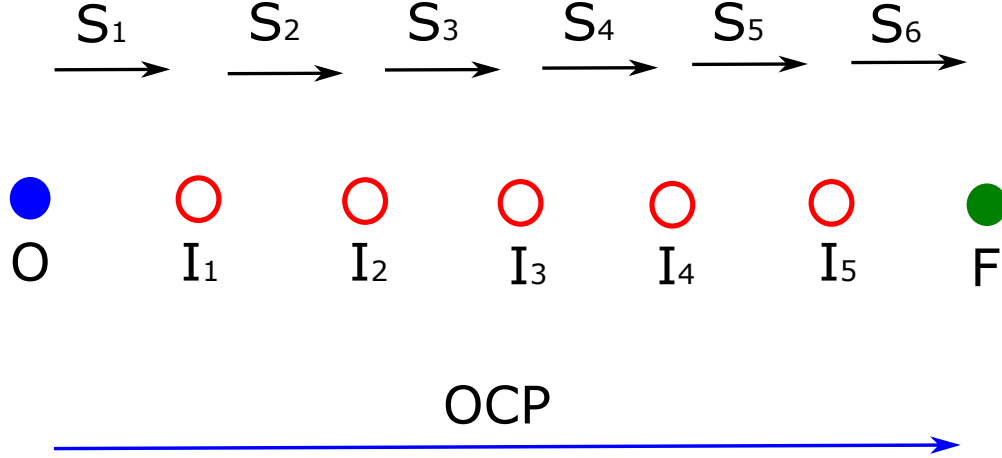 S₁ S₂ S₃ S₄ S₅ S₆
O I₁ I₂ I₃ I₄ I₅ F
OCP